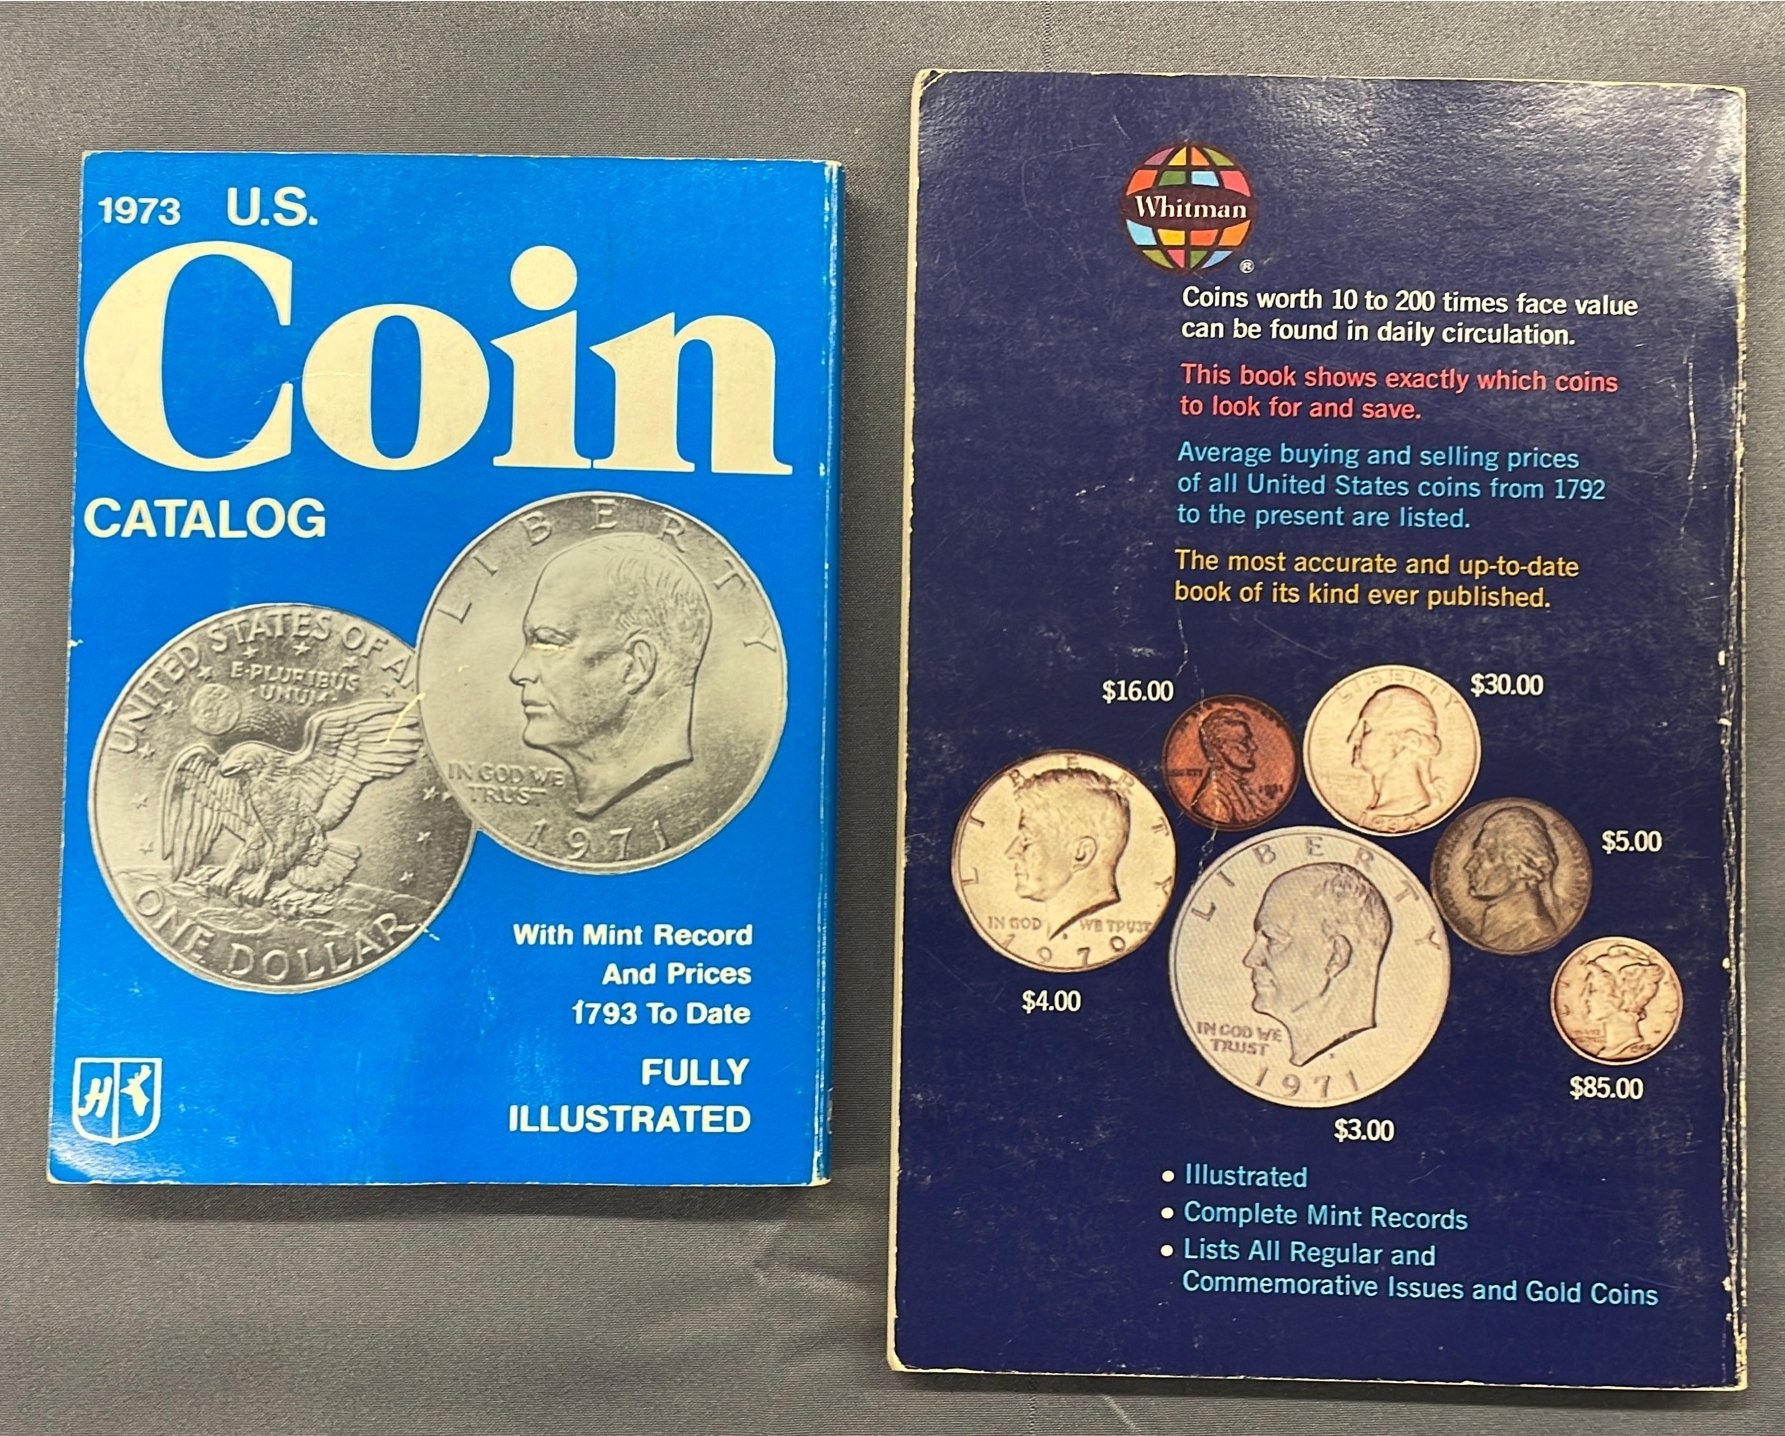 1973 U.S.
Coin
CATALOG
LIBERTY
IN GOD WE
TRUST
1971
UNITED STATES OF A
E·PLURIBUS
UNUM
ONE DOLLAR
With Mint Record
And Prices
1793 To Date
FULLY
ILLUSTRATED
H
Whitman
®
Coins worth 10 to 200 times face value
can be found in daily circulation.
This book shows exactly which coins
to look for and save.
Average buying and selling prices
of all United States coins from 1792
to the present are listed.
The most accurate and up-to-date
book of its kind ever published.
$16.00
$30.00
LIBERTY
LIBERTY
IN GOD WE TRUST
1970
$4.00
$5.00
LIBERTY
IN GOD WE
TRUST
1971
$3.00
$85.00
• Illustrated
• Complete Mint Records
• Lists All Regular and
Commemorative Issues and Gold Coins